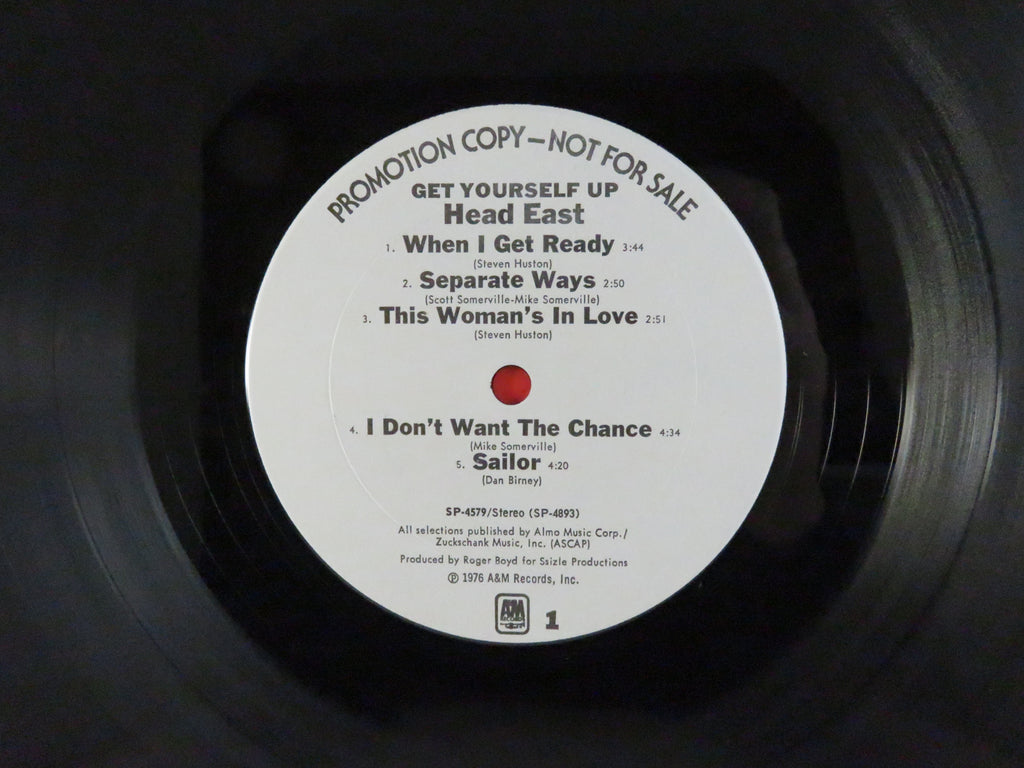 PROMOTION COPY—NOT FOR SALE
GET YOURSELF UP
Head East
1. When I Get Ready 3:44
(Steven Huston)
2. Separate Ways 2:50
(Scott Somerville-Mike Somerville)
3. This Woman's In Love 2:51
(Steven Huston)
4. I Don't Want The Chance 4:34
(Mike Somerville)
5. Sailor 4:20
(Dan Birney)
SP-4579/Stereo (SP-4893)
All selections published by Almo Music Corp./
Zuckschank Music, Inc. (ASCAP)
Produced by Roger Boyd for Ssizle Productions
℗ 1976 A&M Records, Inc.
A&M
RECORDS
1